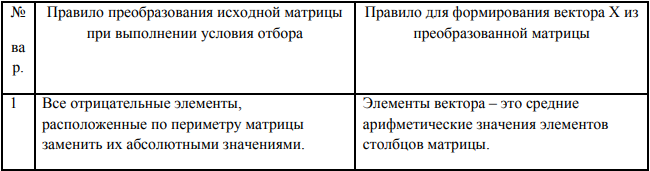 №
ва
р.
Правило преобразования исходной матрицы
при выполнении условия отбора
Правило для формирования вектора X из
преобразованной матрицы
1
Все отрицательные элементы,
расположенные по периметру матрицы
заменить их абсолютными значениями.
Элементы вектора – это средние
арифметические значения элементов
столбцов матрицы.